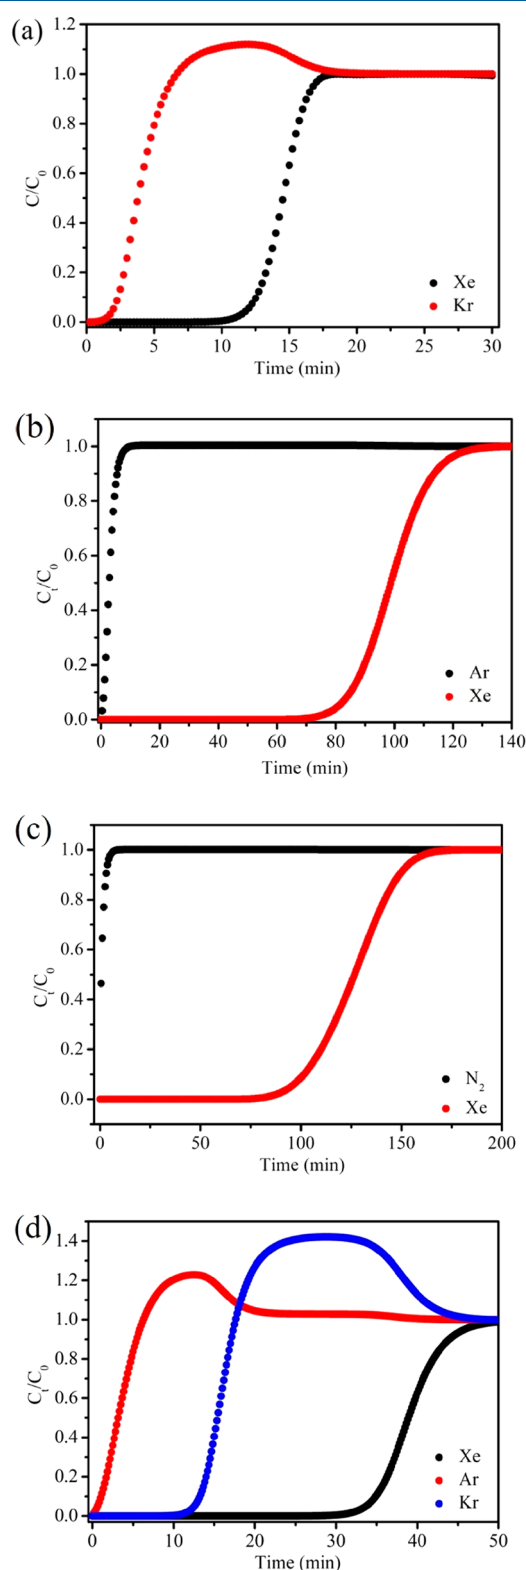 (a)
1.2
1.0
0.8
0.6
0.4
0.2
0.0
C/C₀
Xe
Kr
0 5 10 15 20 25 30
Time (min)
(b)
1.0
0.8
0.6
0.4
0.2
0.0
Cₜ/C₀
Ar
Xe
0 20 40 60 80 100 120 140
Time (min)
(c)
1.0
0.8
0.6
0.4
0.2
0.0
Cₜ/C₀
N₂
Xe
0 50 100 150 200
Time (min)
(d)
1.4
1.2
1.0
0.8
0.6
0.4
0.2
0.0
Cₜ/C₀
Xe
Ar
Kr
0 10 20 30 40 50
Time (min)